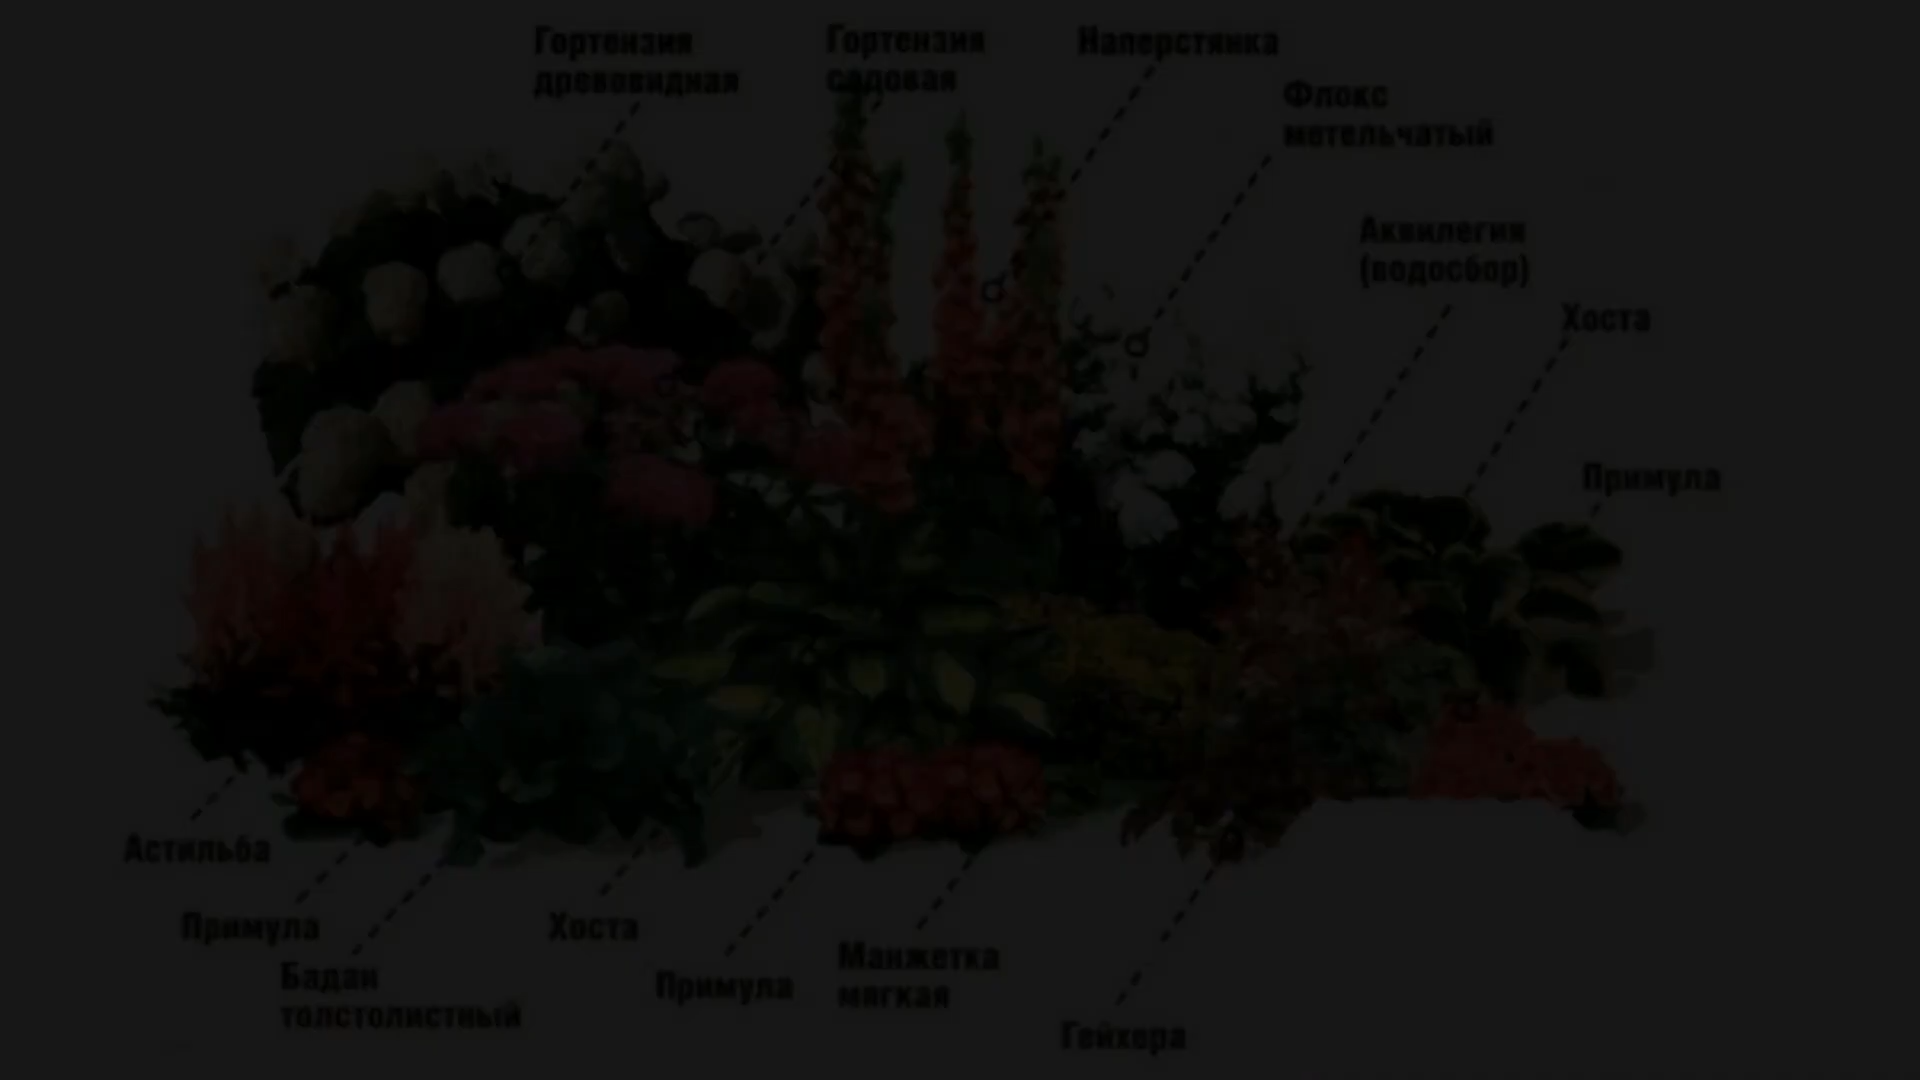 Гортензия
древовидная
Гортензия
садовая
Наперстянка
Флокс
метельчатый
Аквилегия
(водосбор)
Хоста
Примула
Астильба
Примула
Бадан
толстолистный
Хоста
Примула
Манжетка
мягкая
Гейхера